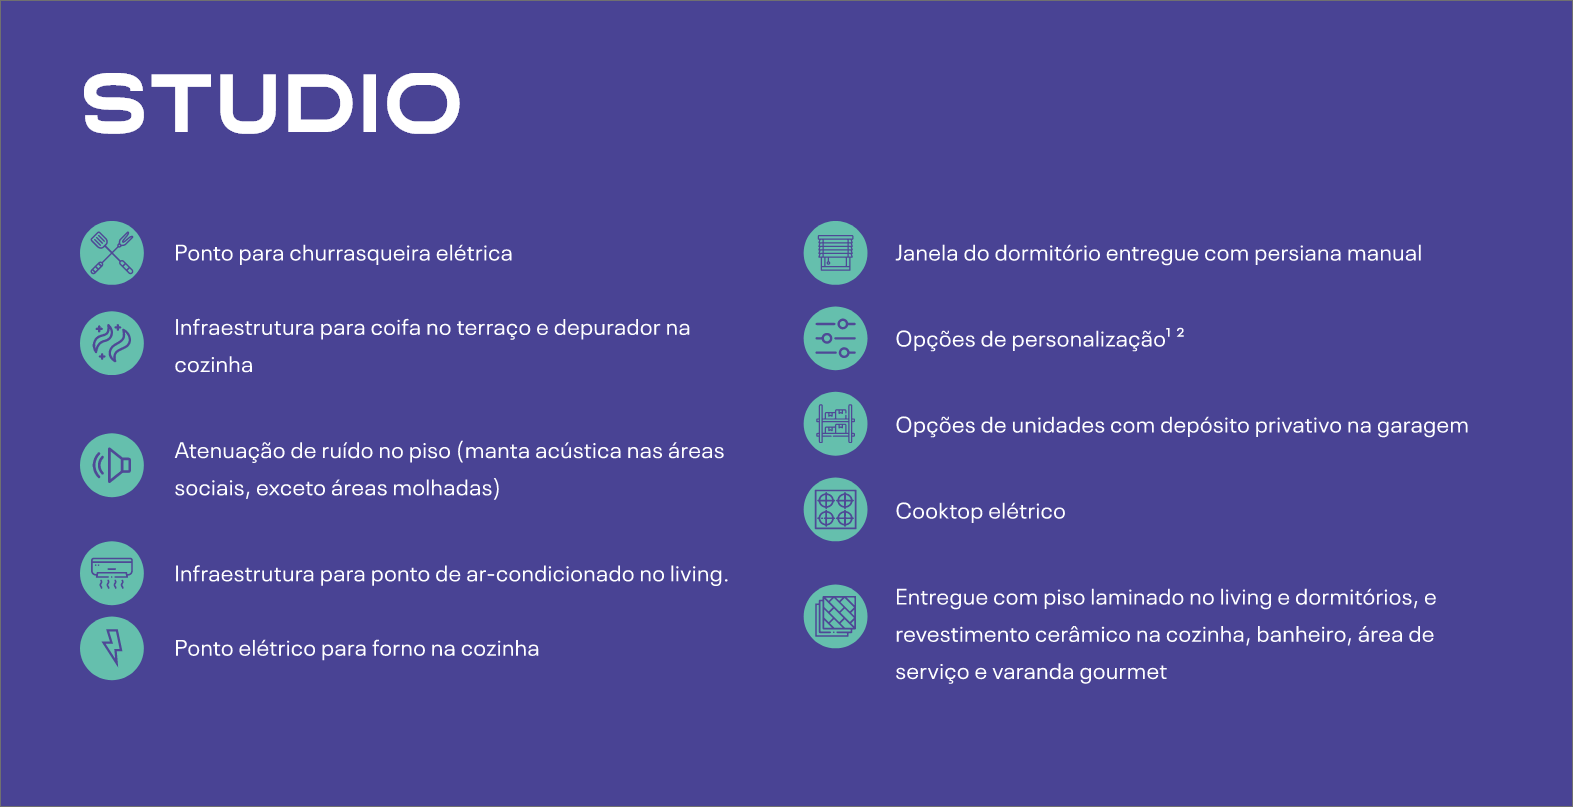 STUDIO
Ponto para churrasqueira elétrica
Infraestrutura para coifa no terraço e depurador na
cozinha
Atenuação de ruído no piso (manta acústica nas áreas
sociais, exceto áreas molhadas)
Infraestrutura para ponto de ar-condicionado no living.
Ponto elétrico para forno na cozinha
Janela do dormitório entregue com persiana manual
Opções de personalização¹ ²
Opções de unidades com depósito privativo na garagem
Cooktop elétrico
Entregue com piso laminado no living e dormitórios, e
revestimento cerâmico na cozinha, banheiro, área de
serviço e varanda gourmet